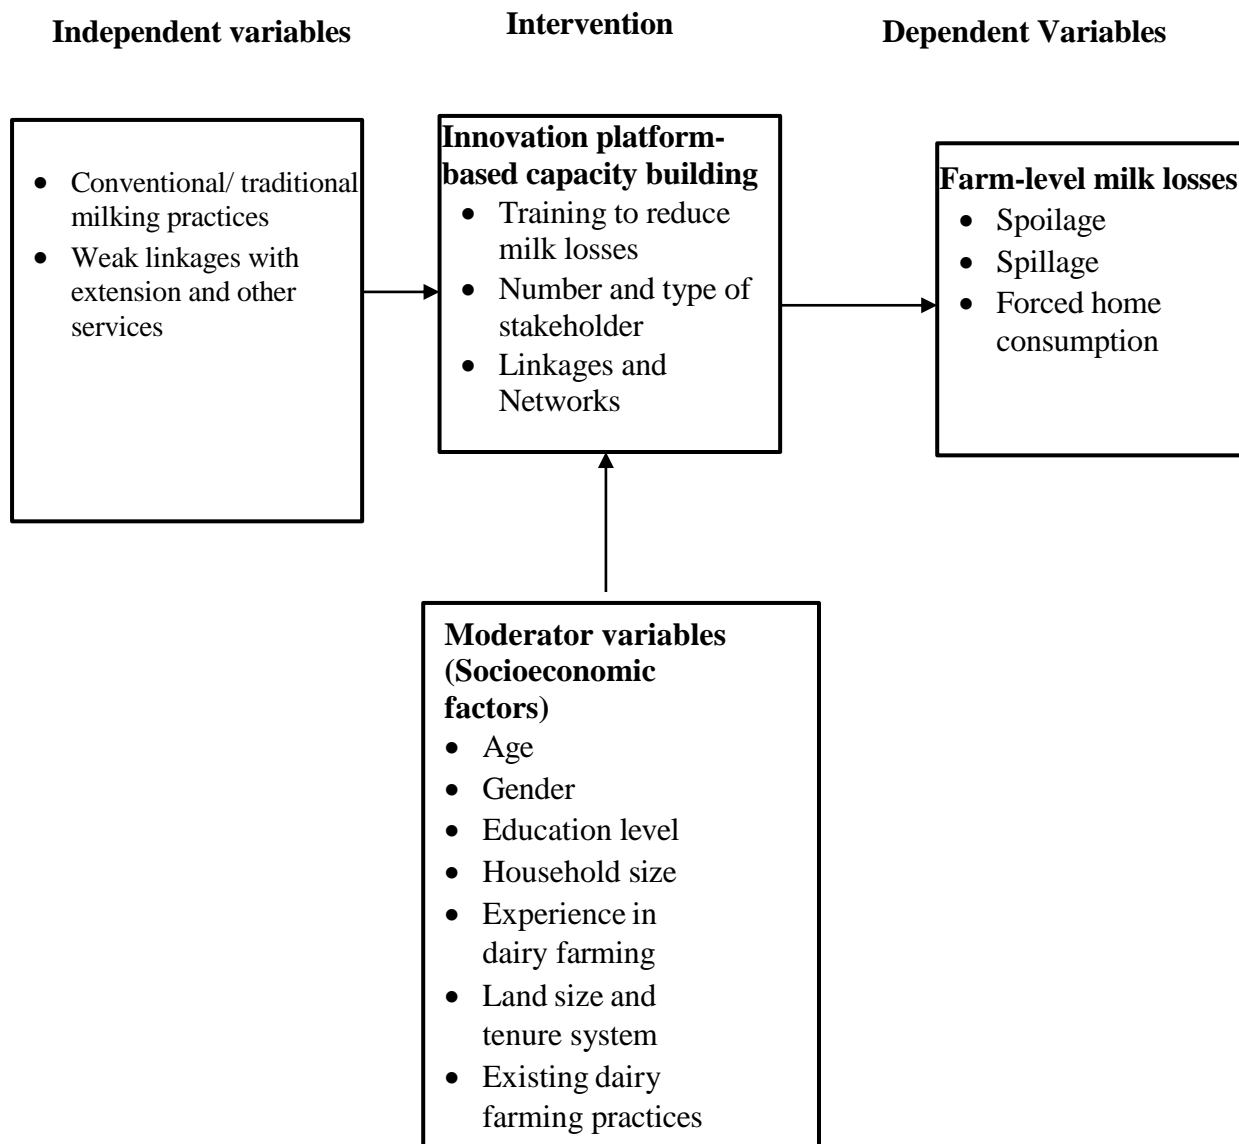 Independent variables
Intervention
Dependent Variables
• Conventional/ traditional
milking practices
• Weak linkages with
extension and other
services
Innovation platform-
based capacity building
• Training to reduce
milk losses
• Number and type of
stakeholder
• Linkages and
Networks
Farm-level milk losses
• Spoilage
• Spillage
• Forced home
consumption
Moderator variables
(Socioeconomic
factors)
• Age
• Gender
• Education level
• Household size
• Experience in
dairy farming
• Land size and
tenure system
• Existing dairy
farming practices